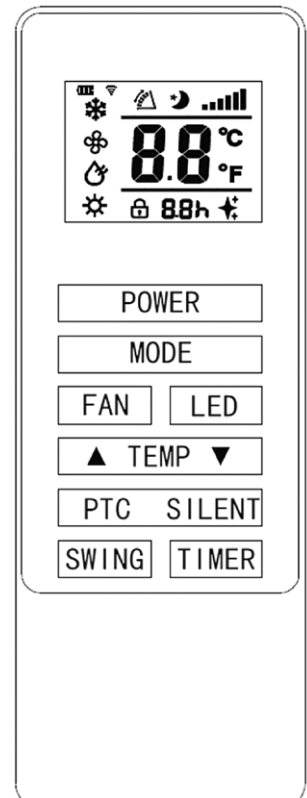 88 °C
.
°F
8.8h
POWER
MODE
FAN LED
▲ TEMP ▼
PTC SILENT
SWING TIMER